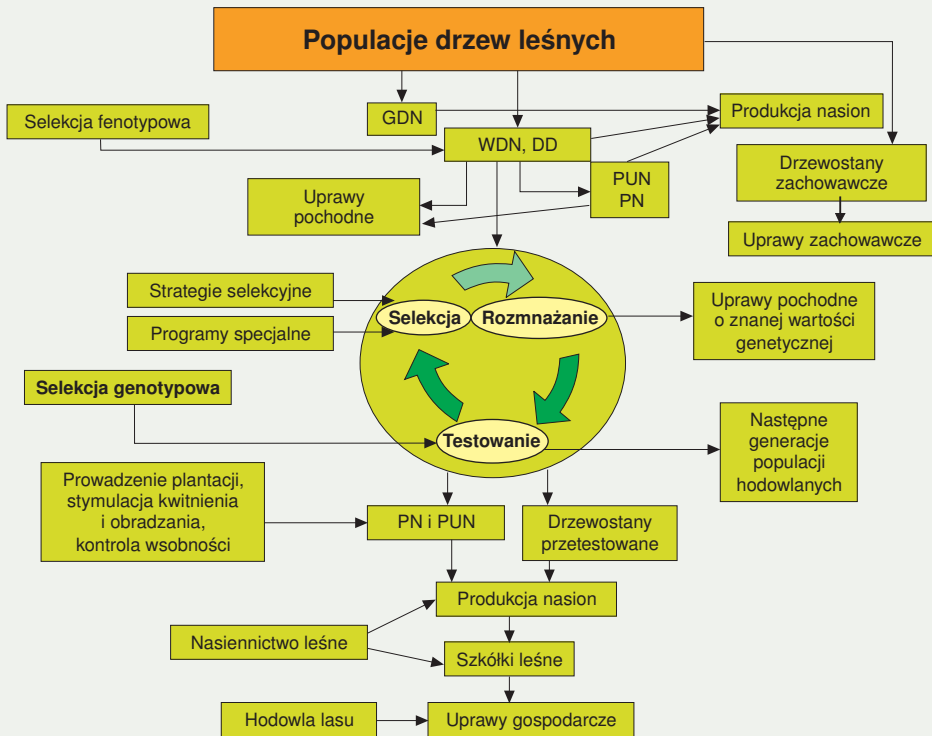 Populacje drzew leśnych
GDN
Produkcja nasion
Selekcja fenotypowa
WDN, DD
Drzewostany
zachowawcze
PUN
PN
Uprawy
pochodne
Uprawy zachowawcze
Strategie selekcyjne
Programy specjalne
Selekcja
Rozmnażanie
Uprawy pochodne
o znanej wartości
genetycznej
Selekcja genotypowa
Testowanie
Następne
generacje
populacji
hodowlanych
Prowadzenie plantacji,
stymulacja kwitnienia
i obradzania,
kontrola wsobności
PN i PUN
Drzewostany
przetestowane
Produkcja nasion
Nasiennictwo leśne
Szkółki leśne
Hodowla lasu
Uprawy gospodarcze